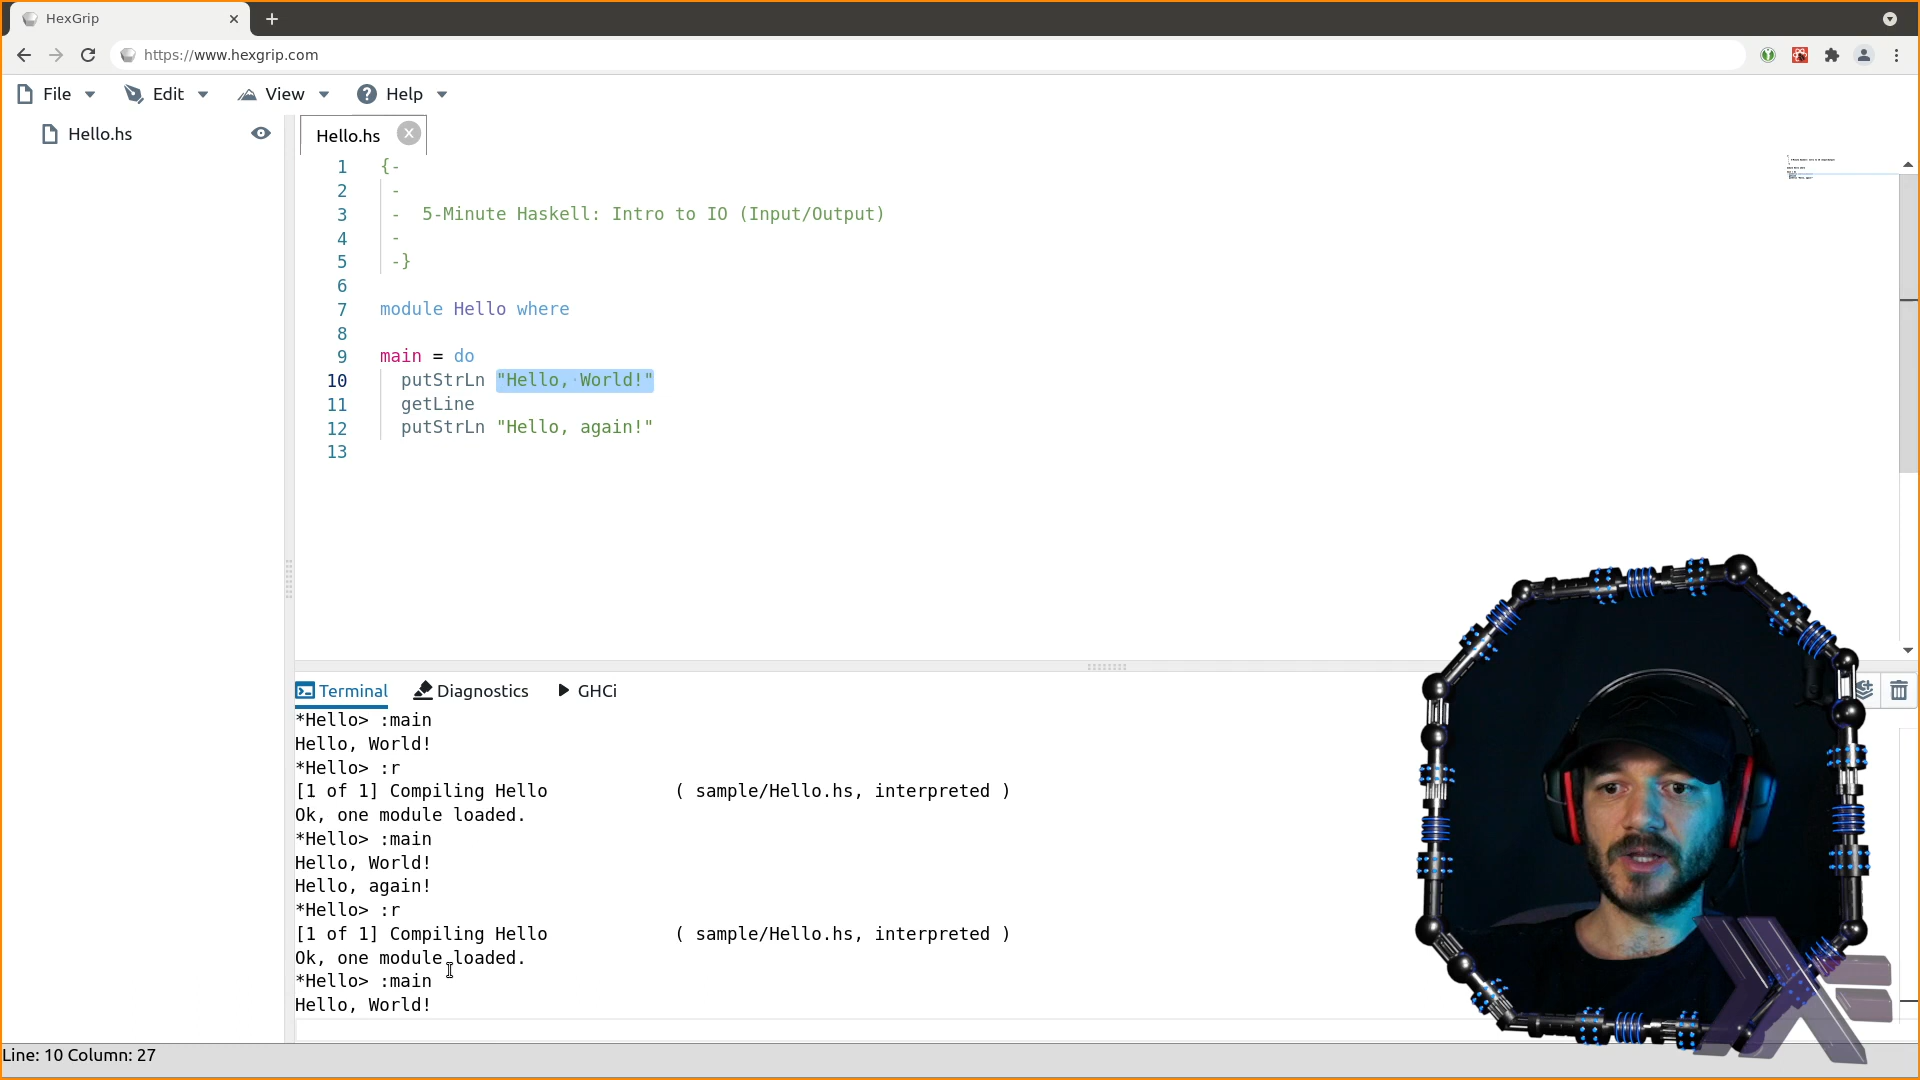 HexGrip
https://www.hexgrip.com
File Edit View Help
Hello.hs
Hello.hs
1 {-
2 -
3 - 5-Minute Haskell: Intro to IO (Input/Output)
4 -
5 -}
6
7 module Hello where
8
9 main = do
10 putStrLn "Hello, World!"
11 getLine
12 putStrLn "Hello, again!"
13
Terminal Diagnostics GHCi
*Hello> :main
Hello, World!
*Hello> :r
[1 of 1] Compiling Hello ( sample/Hello.hs, interpreted )
Ok, one module loaded.
*Hello> :main
Hello, World!
Hello, again!
*Hello> :r
[1 of 1] Compiling Hello ( sample/Hello.hs, interpreted )
Ok, one module loaded.
*Hello> :main
Hello, World!
Line: 10 Column: 27